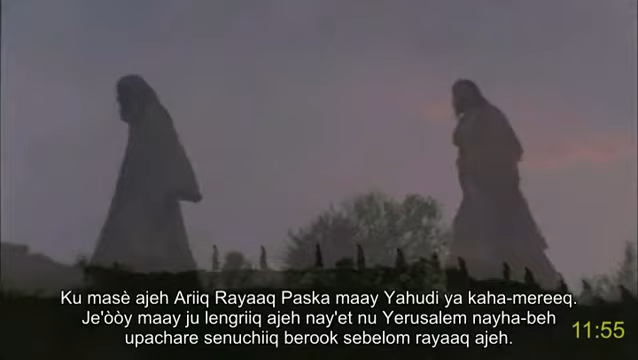 Ku masè ajeh Ariiq Rayaaq Paska maay Yahudi ya kaha-mereeq.
Je'òòy maay ju lengriiq ajeh nay'et nu Yerusalem nayha-beh
upachare senuchiiq berook sebelom rayaaq ajeh.
11:55